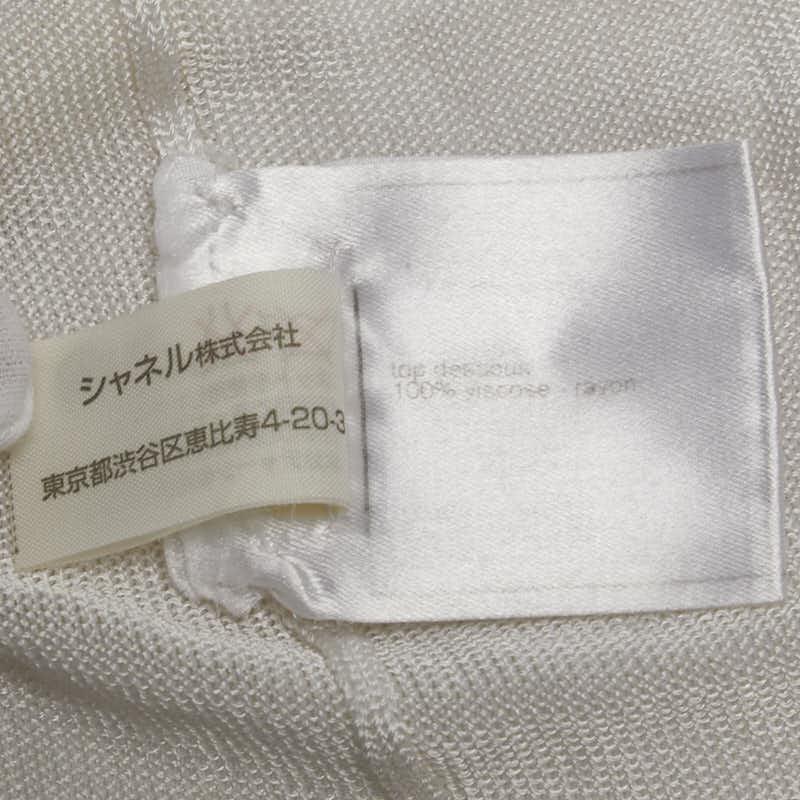 シャネル株式会社
東京都渋谷区恵比寿4-20-3
top dessous
100% viscose - rayon